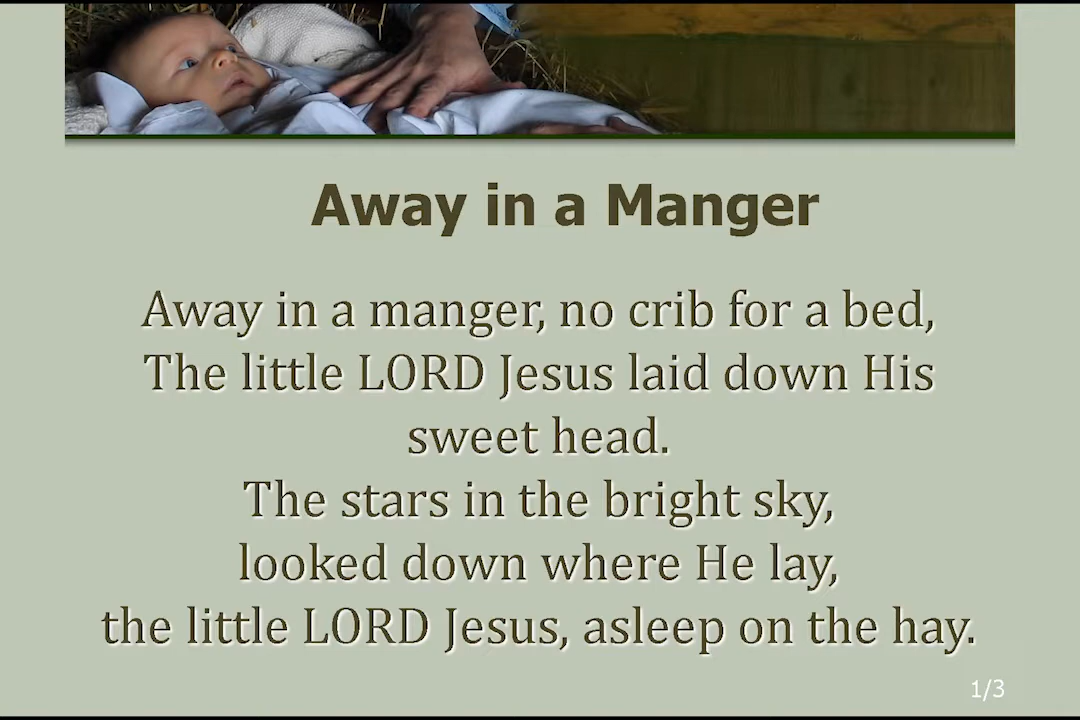 Away in a Manger
Away in a manger, no crib for a bed,
The little LORD Jesus laid down His
sweet head.
The stars in the bright sky,
looked down where He lay,
the little LORD Jesus, asleep on the hay.
1/3